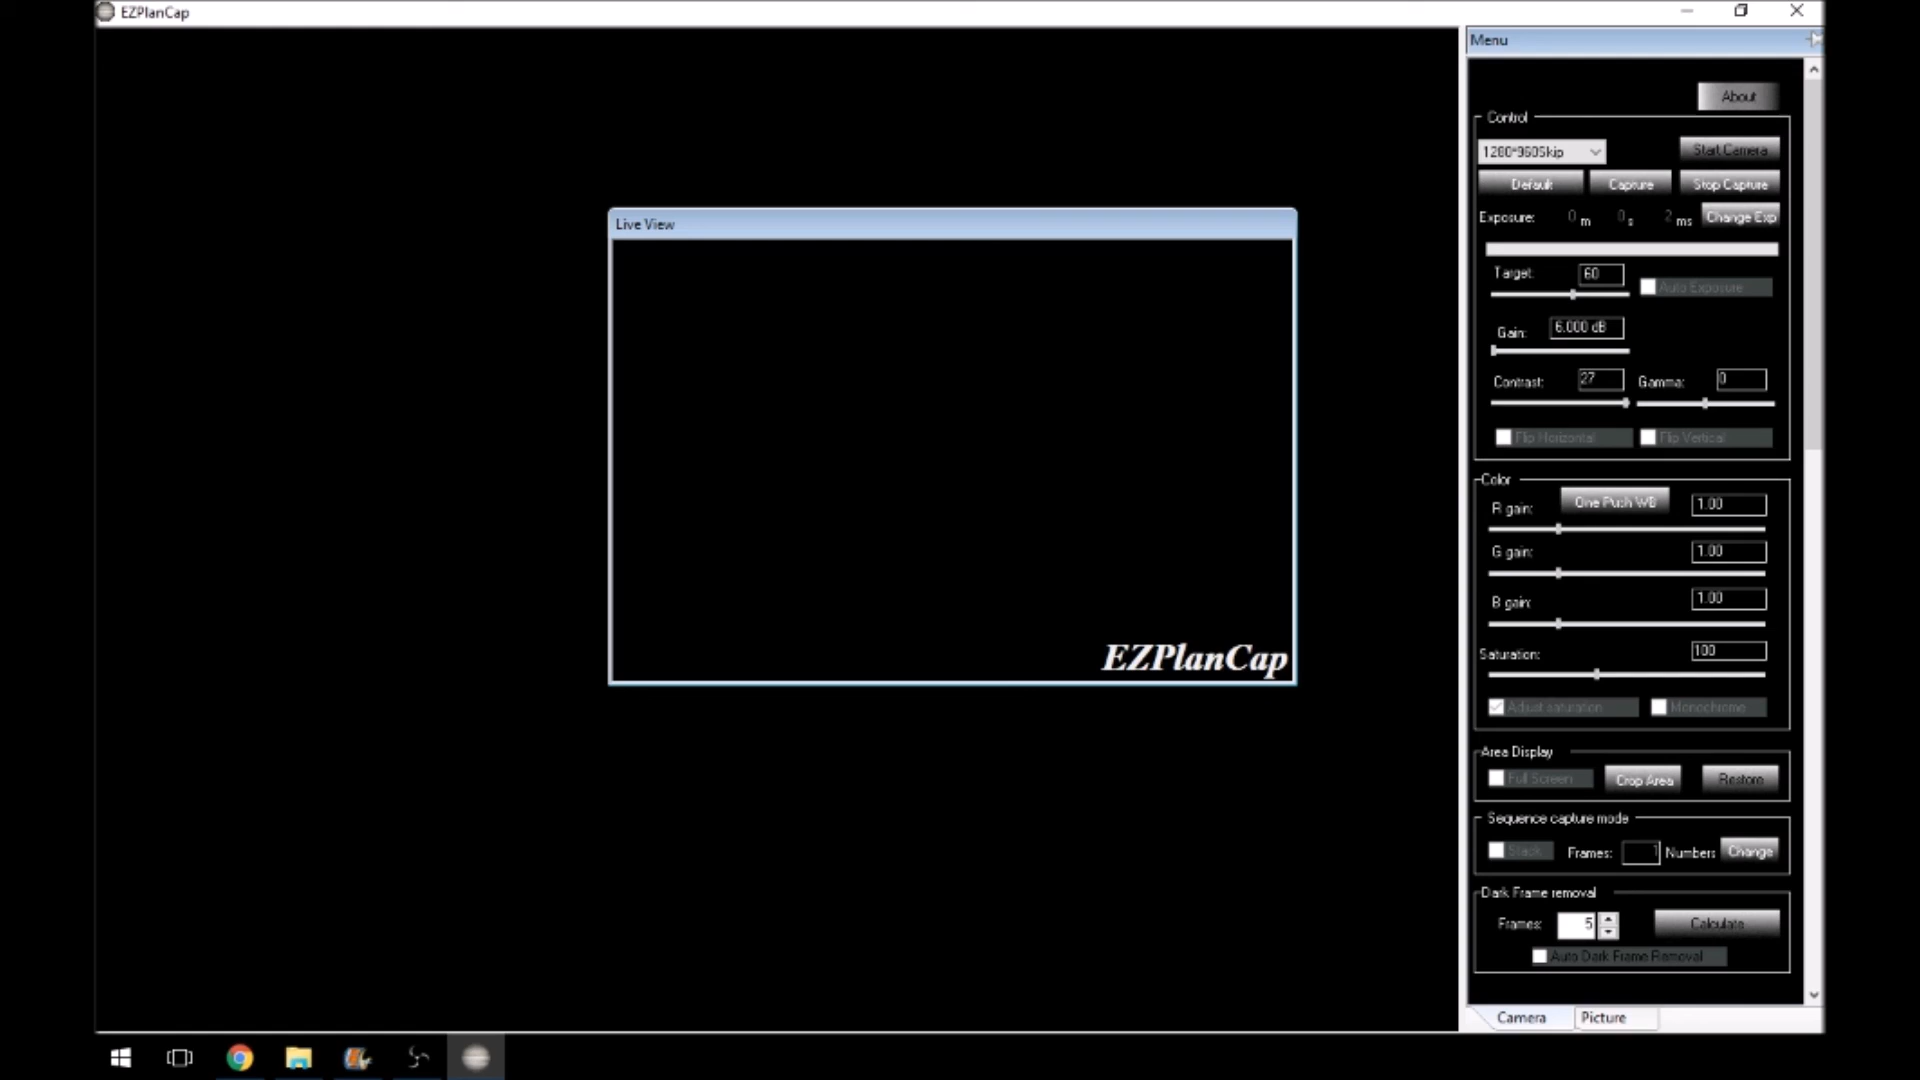 EZPlanCap
Menu
About
Control
1280*960Skip
Start Camera
Default
Capture
Stop Capture
Exposure: 0 m 0 s 2 ms Change Exp
Target: 60
Auto Exposure
Gain: 6.000 dB
Contrast: 27 Gamma: 0
Flip Horizontal
Flip Vertical
Color
R gain: One Push WB 1.00
G gain: 1.00
B gain: 1.00
Saturation: 100
Adjust saturation
Monochrome
Area Display
Full Screen
Crop Area
Restore
Sequence capture mode
Stack Frames: 1 Numbers Change
Dark Frame removal
Frames: 5 Calculate
Auto Dark Frame Removal
Camera
Picture
Live View
EZPlanCap